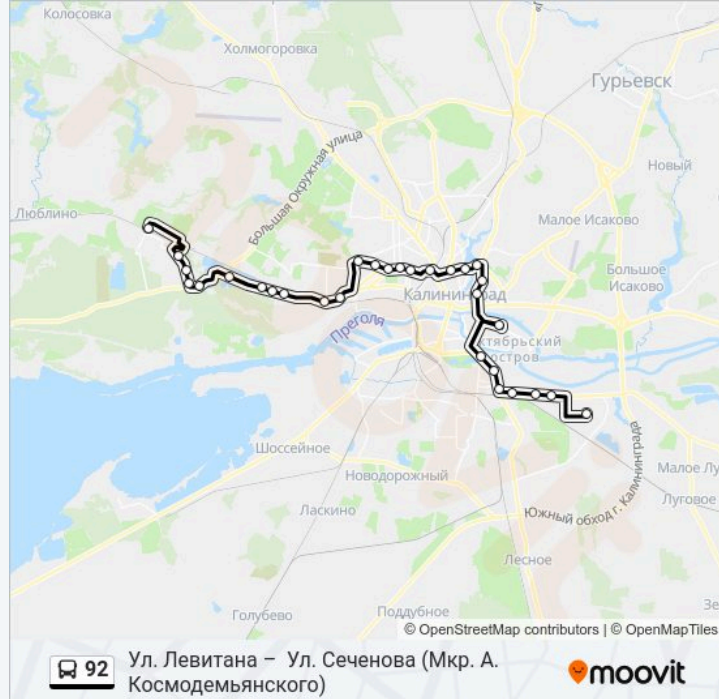 Колосовка
Холмогоровка
Гурьевск
Большая Окружная улица
Новый
Люблино
Малое Исаково
Большое
Исаково
Калининград
Преголя
ктябрьский
остров
Шоссейное
Новодорожный
Малое Лу
Луговое
Ласкино
Южный обход г. Калининграда
Лесное
Зе
Голубево
Поддубное
© OpenStreetMap contributors | © OpenMapTiles
92
Ул. Левитана – Ул. Сеченова (Мкр. А.
Космодемьянского)
moovit